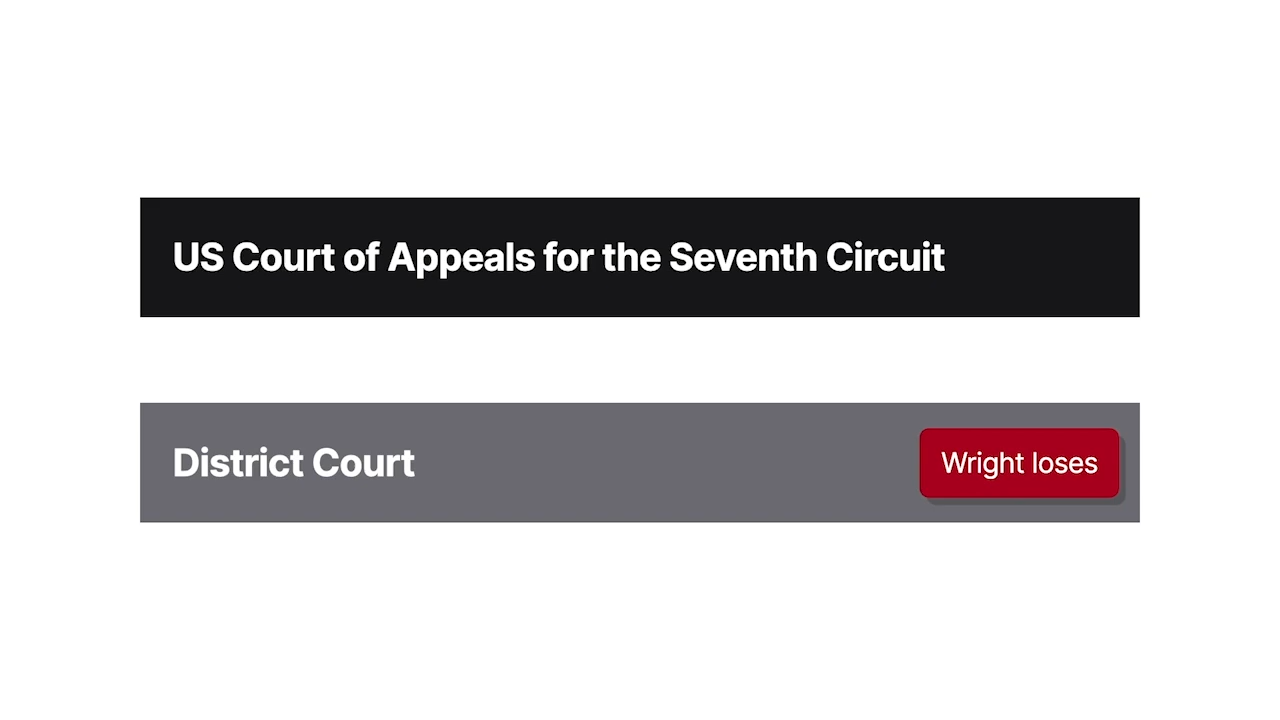 US Court of Appeals for the Seventh Circuit
District Court
Wright loses